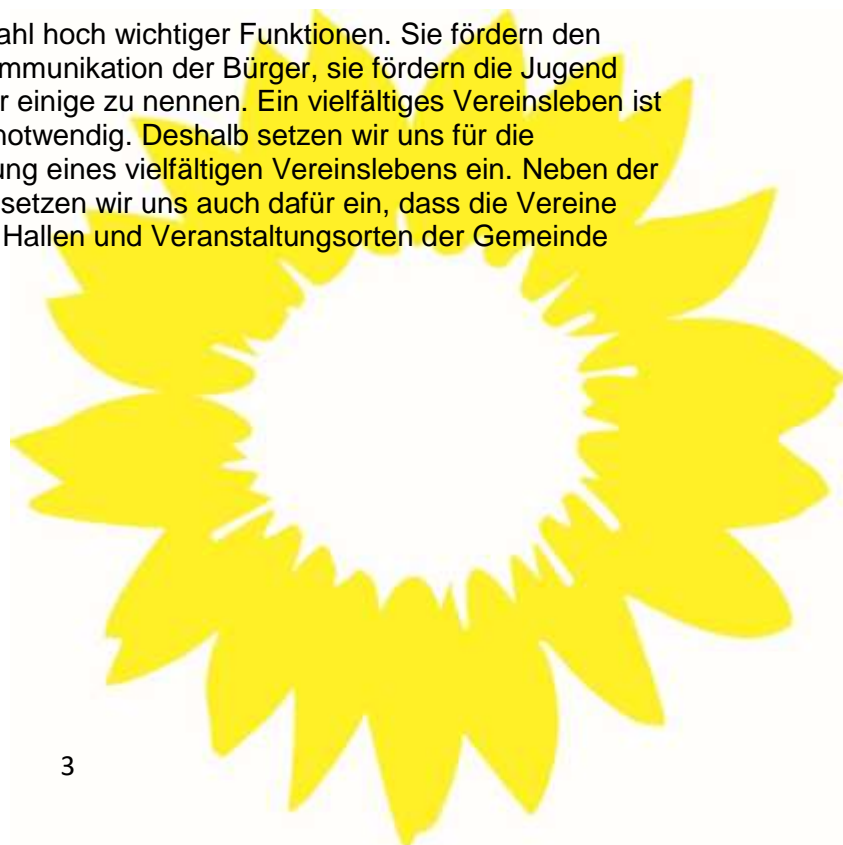 ahl hoch wichtiger Funktionen. Sie fördern den
mmunikation der Bürger, sie fördern die Jugend
r einige zu nennen. Ein vielfältiges Vereinsleben ist
notwendig. Deshalb setzen wir uns für die
ung eines vielfältigen Vereinslebens ein. Neben der
setzen wir uns auch dafür ein, dass die Vereine
Hallen und Veranstaltungsorten der Gemeinde
3